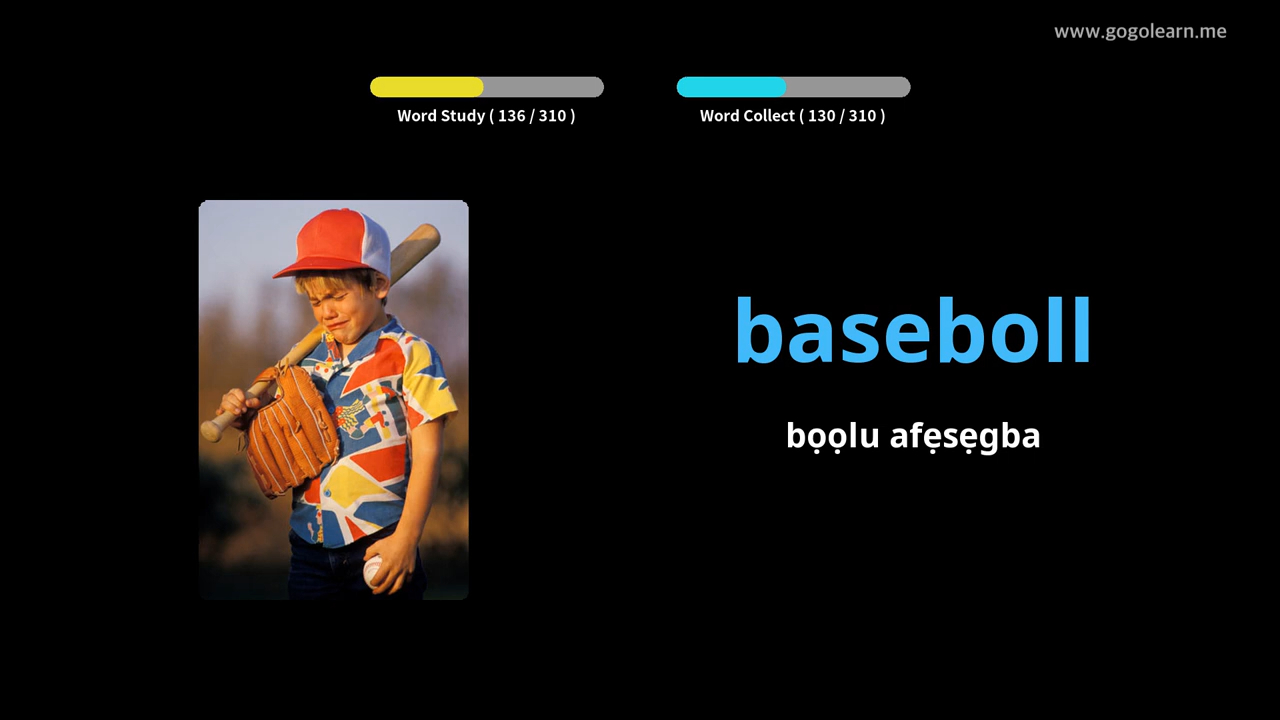 www.gogolearn.me
Word Study ( 136 / 310 )
Word Collect ( 130 / 310 )
baseboll
bọọlu afẹsẹgba